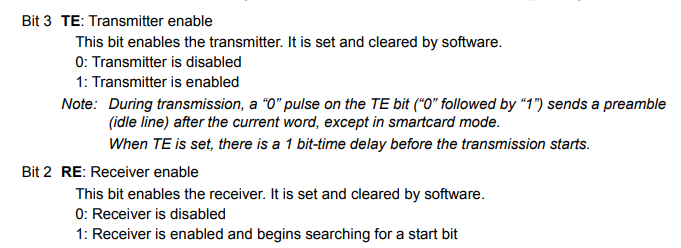 Bit 3 TE: Transmitter enable
This bit enables the transmitter. It is set and cleared by software.
0: Transmitter is disabled
1: Transmitter is enabled
Note: During transmission, a “0” pulse on the TE bit (“0” followed by “1”) sends a preamble
(idle line) after the current word, except in smartcard mode.
When TE is set, there is a 1 bit-time delay before the transmission starts.
Bit 2 RE: Receiver enable
This bit enables the receiver. It is set and cleared by software.
0: Receiver is disabled
1: Receiver is enabled and begins searching for a start bit